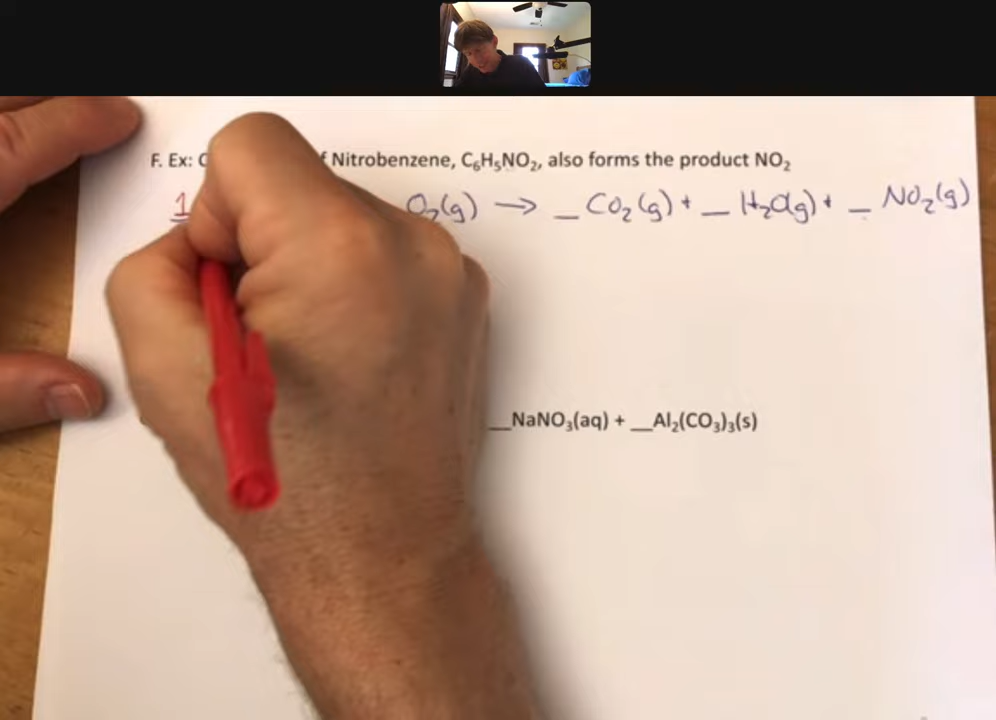 F. Ex: Nitrobenzene, C₆H₅NO₂, also forms the product NO₂
1 O₂(g) → _ CO₂(g) + _ H₂O(g) + _ NO₂(g)
__NaNO₃(aq) + __Al₂(CO₃)₃(s)